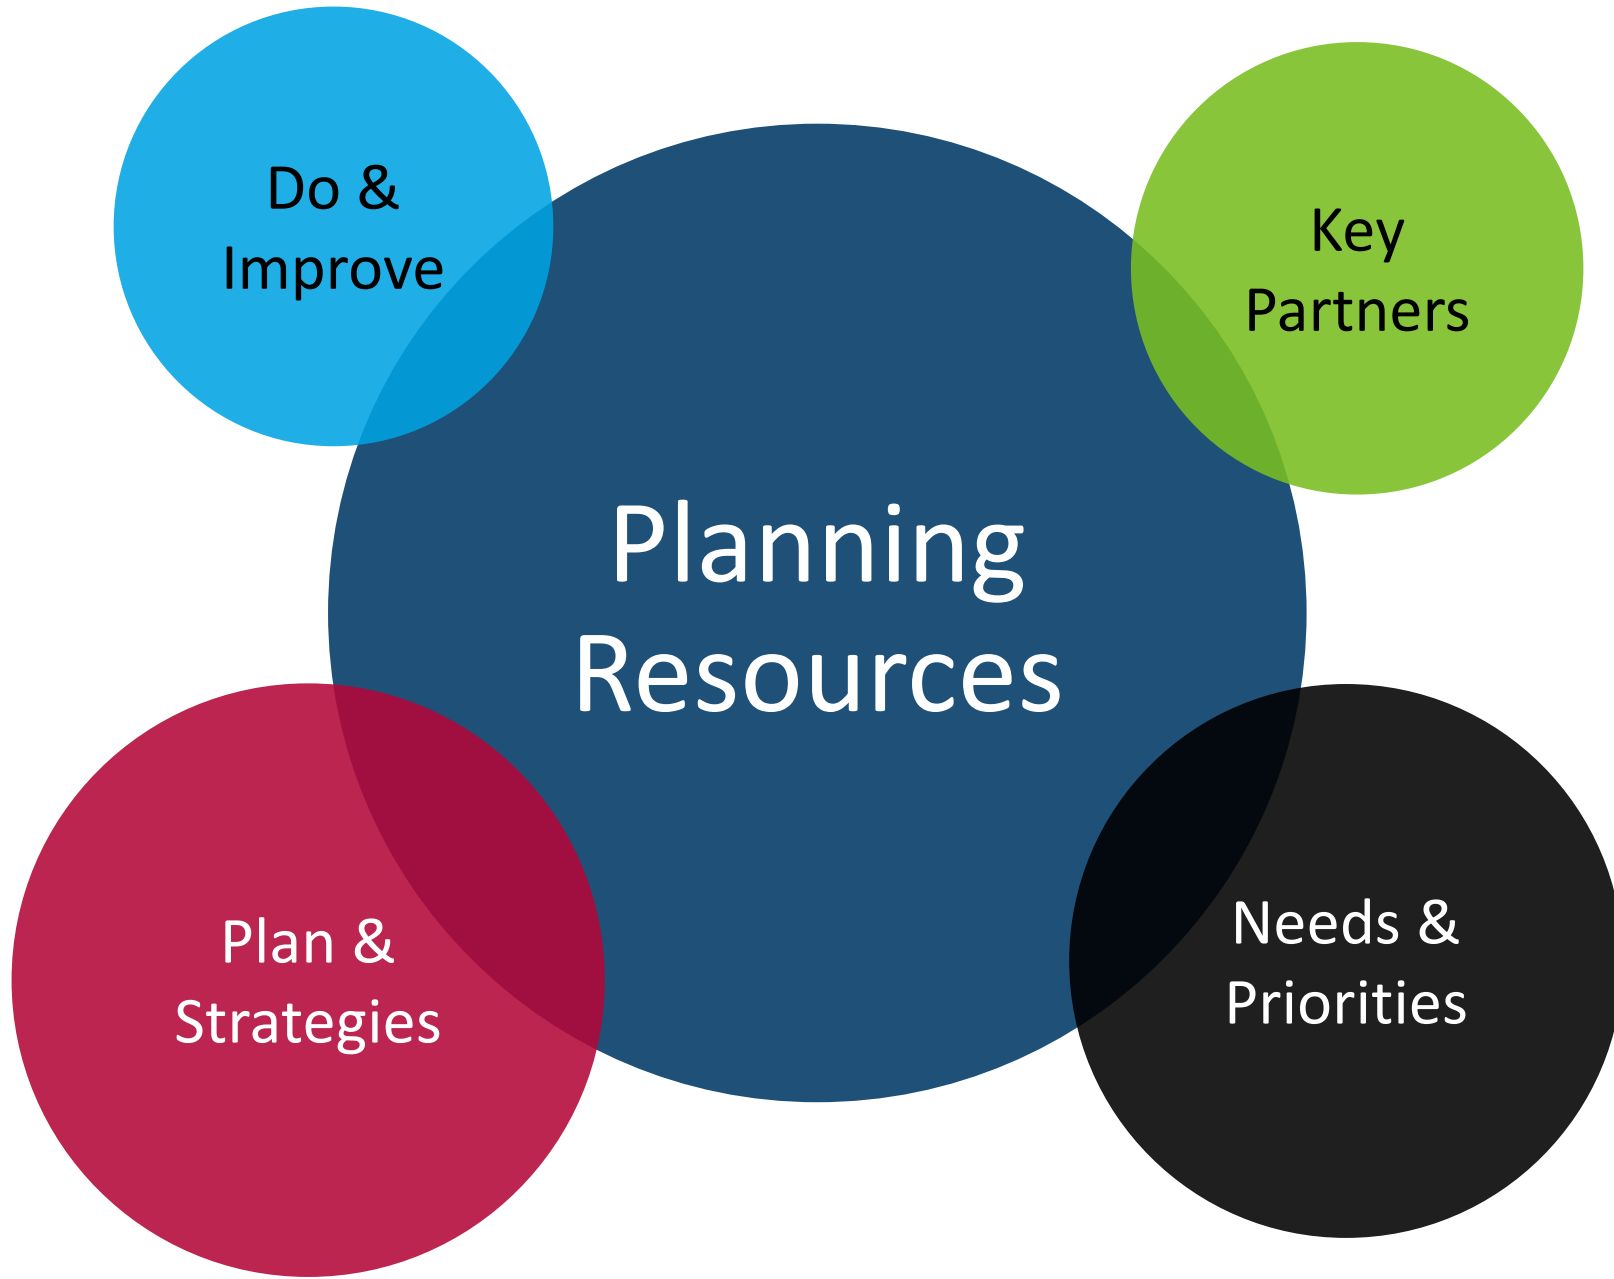 Do &
Improve
Key
Partners
Planning
Resources
Plan &
Strategies
Needs &
Priorities